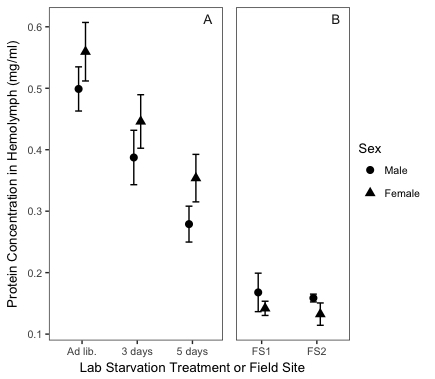 A
B
0.6
0.5
0.4
0.3
0.2
0.1
Protein Concentration in Hemolymph (mg/ml)
Ad lib.
3 days
5 days
FS1
FS2
Lab Starvation Treatment or Field Site
Sex
Male
Female